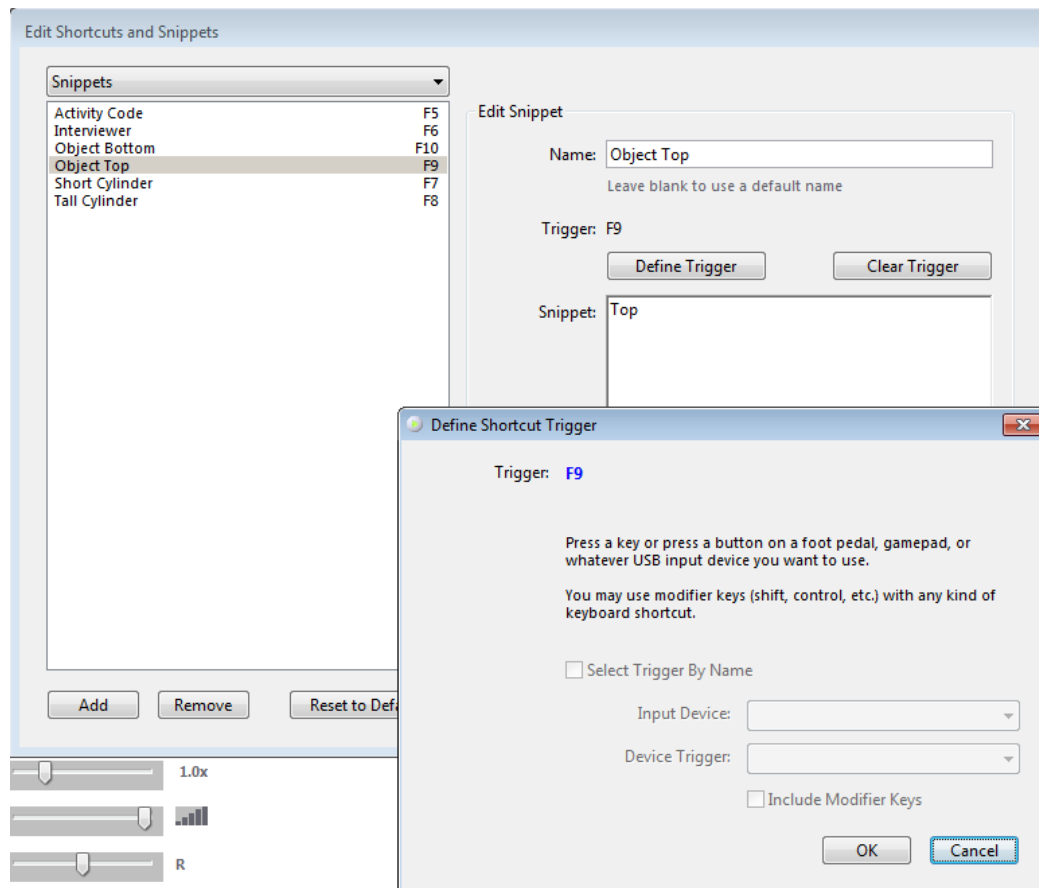 Edit Shortcuts and Snippets
Snippets
Activity Code F5
Interviewer F6
Object Bottom F10
Object Top F9
Short Cylinder F7
Tall Cylinder F8
Edit Snippet
Name: Object Top
Leave blank to use a default name
Trigger: F9
Define Trigger Clear Trigger
Snippet: Top
Add Remove Reset to Defa
Define Shortcut Trigger
Trigger: F9
Press a key or press a button on a foot pedal, gamepad, or
whatever USB input device you want to use.
You may use modifier keys (shift, control, etc.) with any kind of
keyboard shortcut.
Select Trigger By Name
Input Device:
Device Trigger:
Include Modifier Keys
OK Cancel
1.0x
R